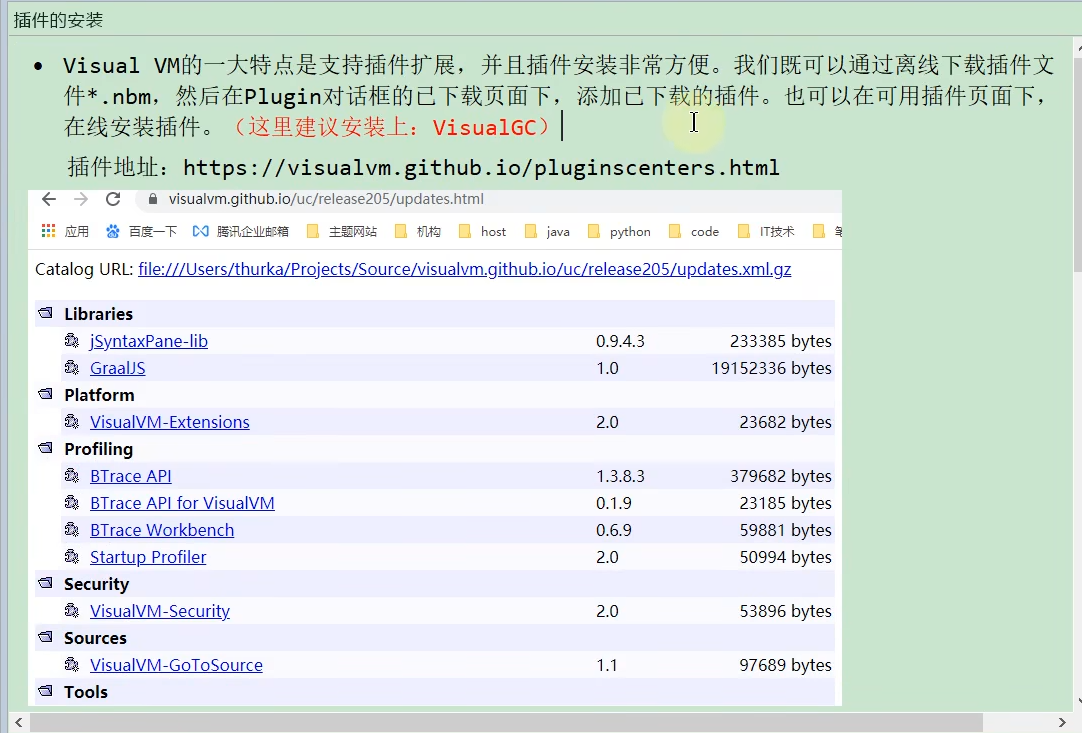 插件的安装
• Visual VM的一大特点是支持插件扩展，并且插件安装非常方便。我们既可以通过离线下载插件文
件*.nbm，然后在Plugin对话框的已下载页面下，添加已下载的插件。也可以在可用插件页面下，
在线安装插件。（这里建议安装上：VisualGC）
插件地址：https://visualvm.github.io/pluginscenters.html
visualvm.github.io/uc/release205/updates.html
应用 百度一下 腾讯企业邮箱 主题网站 机构 host java python code IT技术
Catalog URL: file:///Users/thurka/Projects/Source/visualvm.github.io/uc/release205/updates.xml.gz
Libraries
jSyntaxPane-lib 0.9.4.3 233385 bytes
GraalJS 1.0 19152336 bytes
Platform
VisualVM-Extensions 2.0 23682 bytes
Profiling
BTrace API 1.3.8.3 379682 bytes
BTrace API for VisualVM 0.1.9 23185 bytes
BTrace Workbench 0.6.9 59881 bytes
Startup Profiler 2.0 50994 bytes
Security
VisualVM-Security 2.0 53896 bytes
Sources
VisualVM-GoToSource 1.1 97689 bytes
Tools